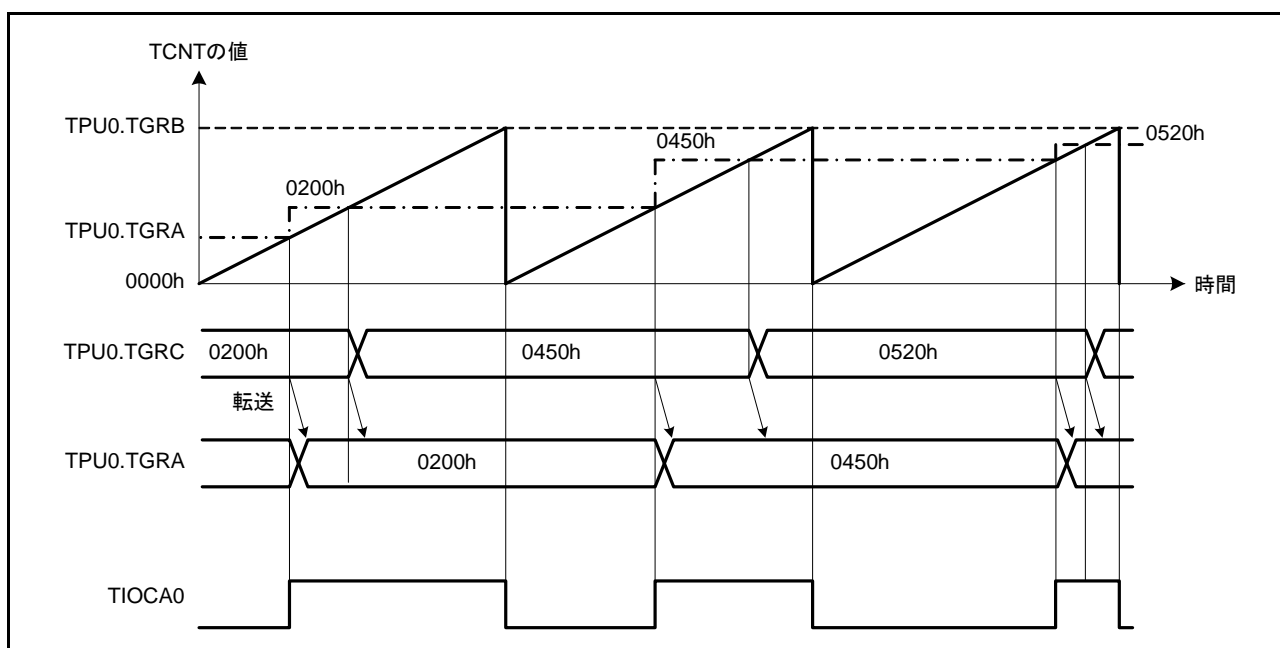 TCNTの値
TPU0.TGRB
0520h
0450h
0200h
TPU0.TGRA
0000h
時間
TPU0.TGRC
0200h
0450h
0520h
転送
TPU0.TGRA
0200h
0450h
TIOCA0